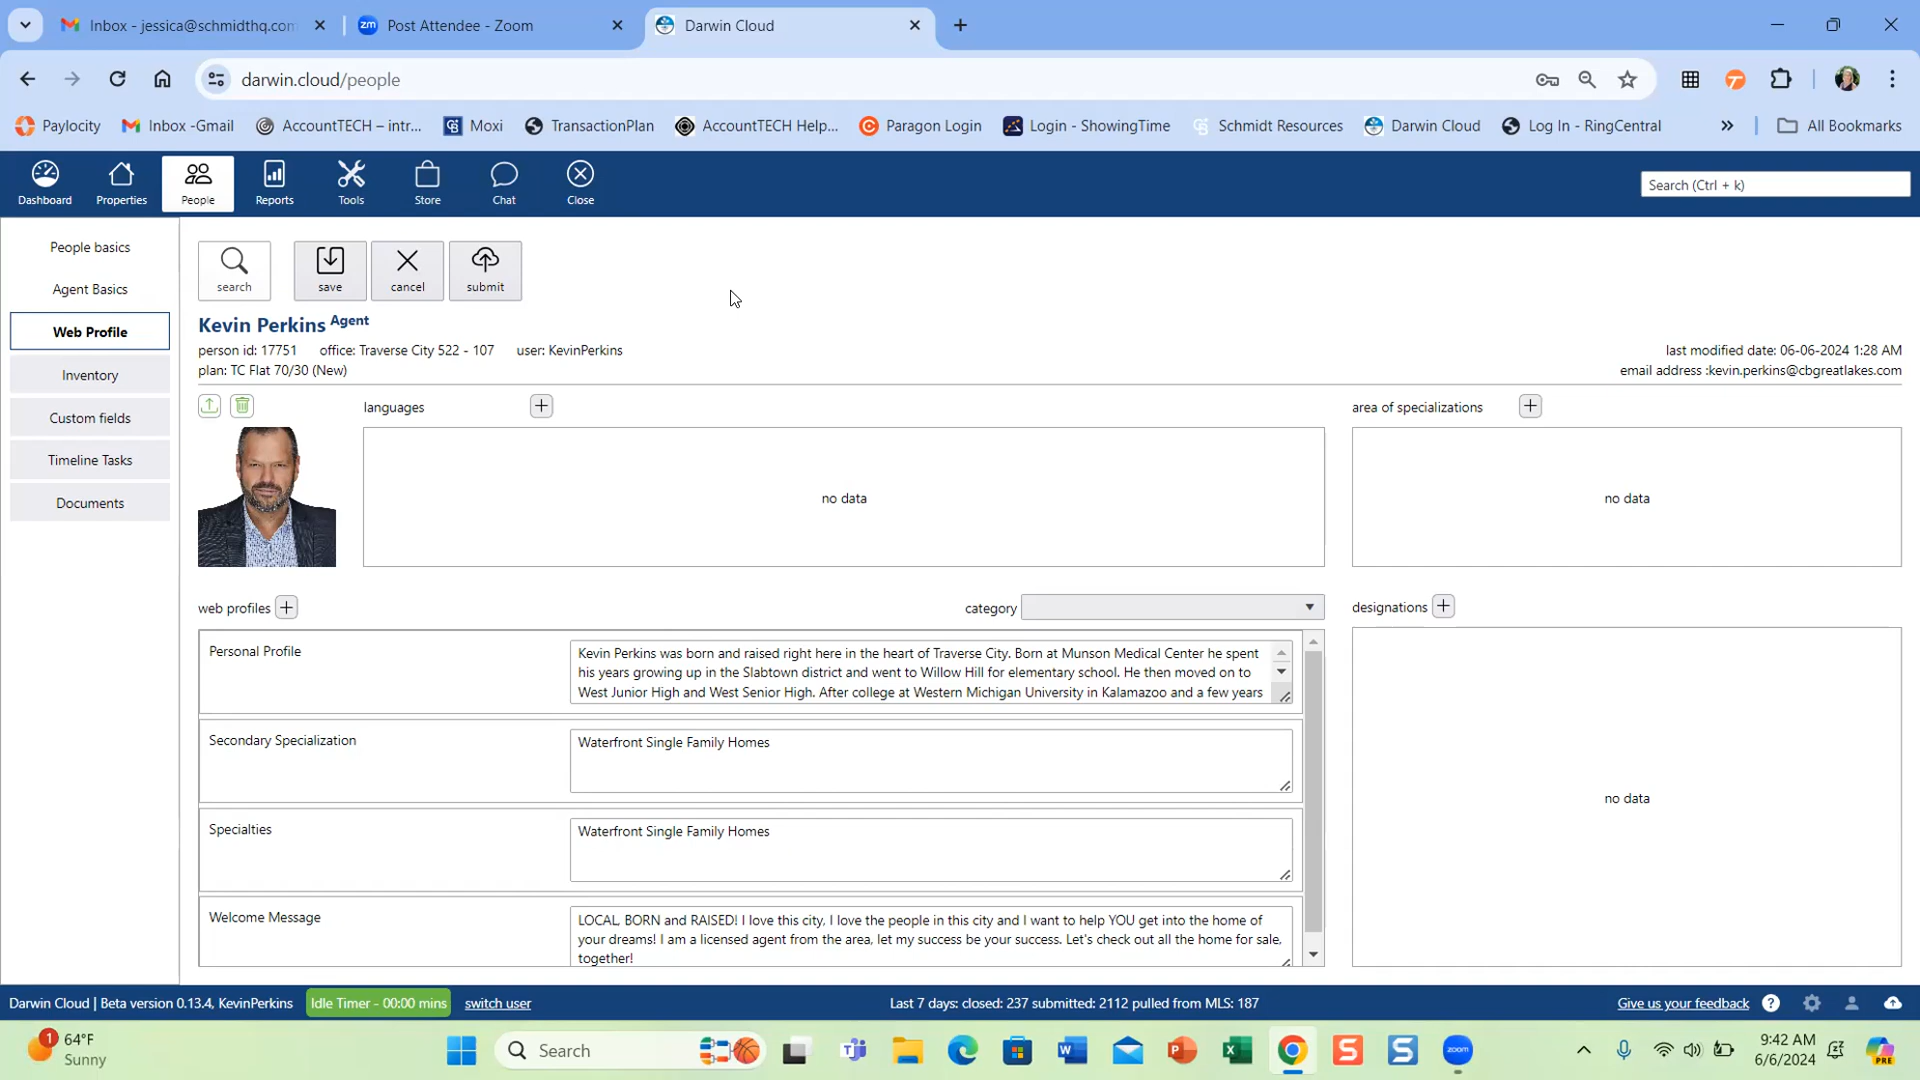 Inbox - jessica@schmidthq.com
Post Attendee - Zoom
Darwin Cloud
darwin.cloud/people
Paylocity
Inbox -Gmail
AccountTECH – intr...
Moxi
TransactionPlan
AccountTECH Help...
Paragon Login
Login - ShowingTime
Schmidt Resources
Darwin Cloud
Log In - RingCentral
All Bookmarks
Dashboard
Properties
People
Reports
Tools
Store
Chat
Close
Search (Ctrl + k)
People basics
Agent Basics
Web Profile
Inventory
Custom fields
Timeline Tasks
Documents
search
save
cancel
submit
Kevin Perkins Agent
person id: 17751 office: Traverse City 522 - 107 user: KevinPerkins
plan: TC Flat 70/30 (New)
last modified date: 06-06-2024 1:28 AM
email address :kevin.perkins@cbgreatlakes.com
languages
no data
area of specializations
no data
web profiles
category
designations
no data
Personal Profile
Kevin Perkins was born and raised right here in the heart of Traverse City. Born at Munson Medical Center he spent
his years growing up in the Slabtown district and went to Willow Hill for elementary school. He then moved on to
West Junior High and West Senior High. After college at Western Michigan University in Kalamazoo and a few years
Secondary Specialization
Waterfront Single Family Homes
Specialties
Waterfront Single Family Homes
Welcome Message
LOCAL, BORN and RAISED! I love this city, I love the people in this city and I want to help YOU get into the home of
your dreams! I am a licensed agent from the area, let my success be your success. Let's check out all the home for sale,
together!
Darwin Cloud | Beta version 0.13.4, KevinPerkins
Idle Timer - 00:00 mins
switch user
Last 7 days: closed: 237 submitted: 2112 pulled from MLS: 187
Give us your feedback
1
64°F
Sunny
Search
zoom
9:42 AM
6/6/2024
PRE